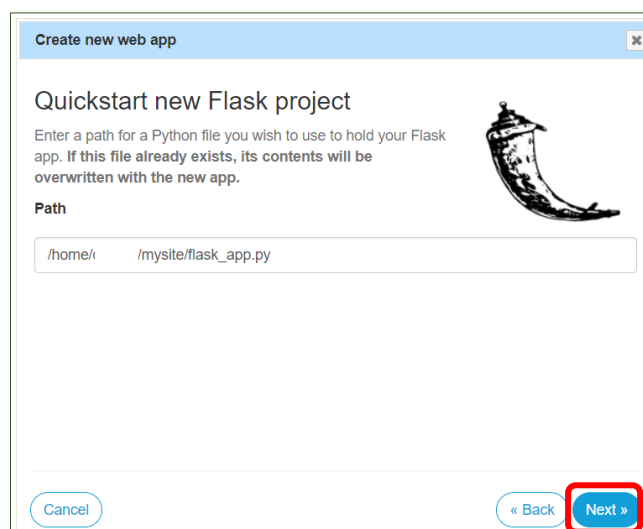 Create new web app
Quickstart new Flask project
Enter a path for a Python file you wish to use to hold your Flask
app. If this file already exists, its contents will be
overwritten with the new app.
Path
/home/ /mysite/flask_app.py
Cancel
« Back
Next »